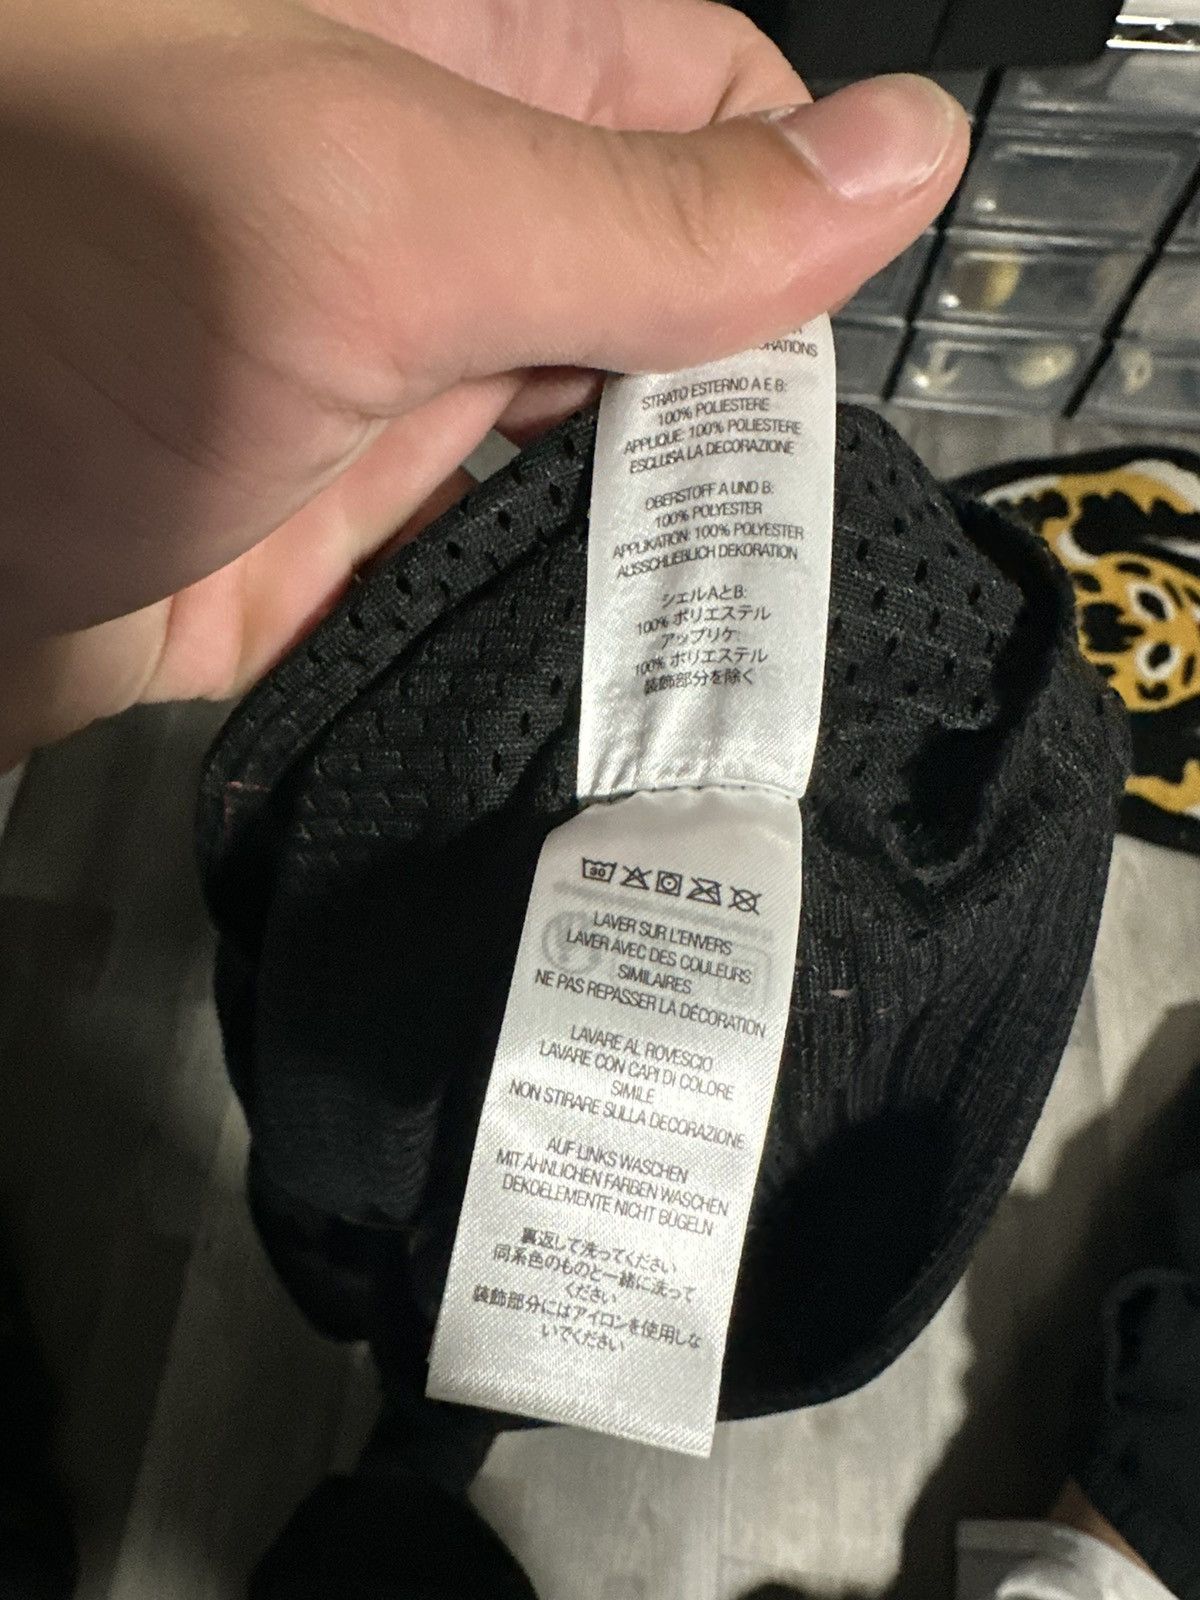 ORATIONS
STRATO ESTERNO A E B:
100% POLIESTERE
APPLIQUE: 100% POLIESTERE
ESCLUSA LA DECORAZIONE
OBERSTOFF A UND B:
100% POLYESTER
APPLIKATION: 100% POLYESTER
AUSSCHLIEBLICH DEKORATION
シェルAとB:
100% ポリエステル
アップリケ:
100% ポリエステル
装飾部分を除く
30
LAVER SUR L'ENVERS
LAVER AVEC DES COULEURS
SIMILAIRES
NE PAS REPASSER LA DÉCORATION
LAVARE AL ROVESCIO
LAVARE CON CAPI DI COLORE
SIMILE
NON STIRARE SULLA DECORAZIONE
AUF LINKS WASCHEN
MIT ÄHNLICHEN FARBEN WASCHEN
DEKOELEMENTE NICHT BÜGELN
裏返して洗ってください
同系色のものと一緒に洗って
ください
装飾部分にはアイロンを使用しな
いでください